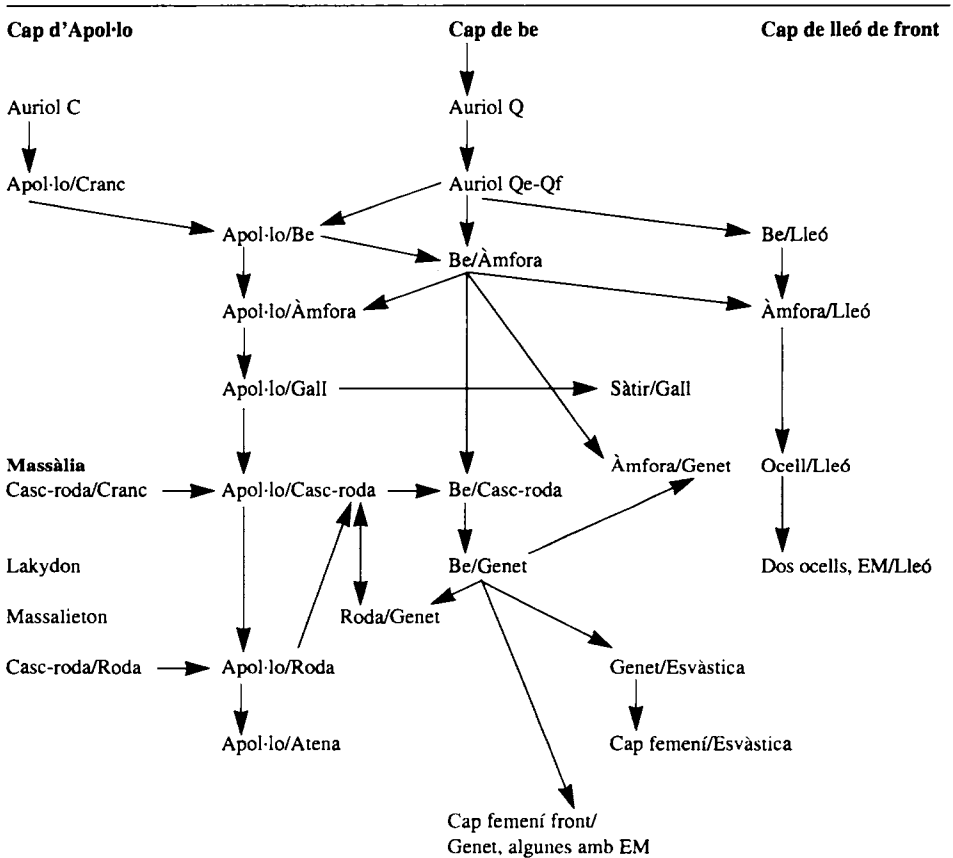 Cap d'Apol·lo
Cap de be
Cap de lleó de front
Auriol C
Auriol Q
Apol·lo/Cranc
Auriol Qe-Qf
Apol·lo/Be
Be/Lleó
Be/Àmfora
Apol·lo/Àmfora
Àmfora/Lleó
Apol·lo/Gall
Sàtir/Gall
Massàlia
Àmfora/Genet
Ocell/Lleó
Casc-roda/Cranc
Apol·lo/Casc-roda
Be/Casc-roda
Lakydon
Be/Genet
Dos ocells, EM/Lleó
Massalieton
Roda/Genet
Casc-roda/Roda
Apol·lo/Roda
Genet/Esvàstica
Apol·lo/Atena
Cap femení/Esvàstica
Cap femení front/
Genet, algunes amb EM